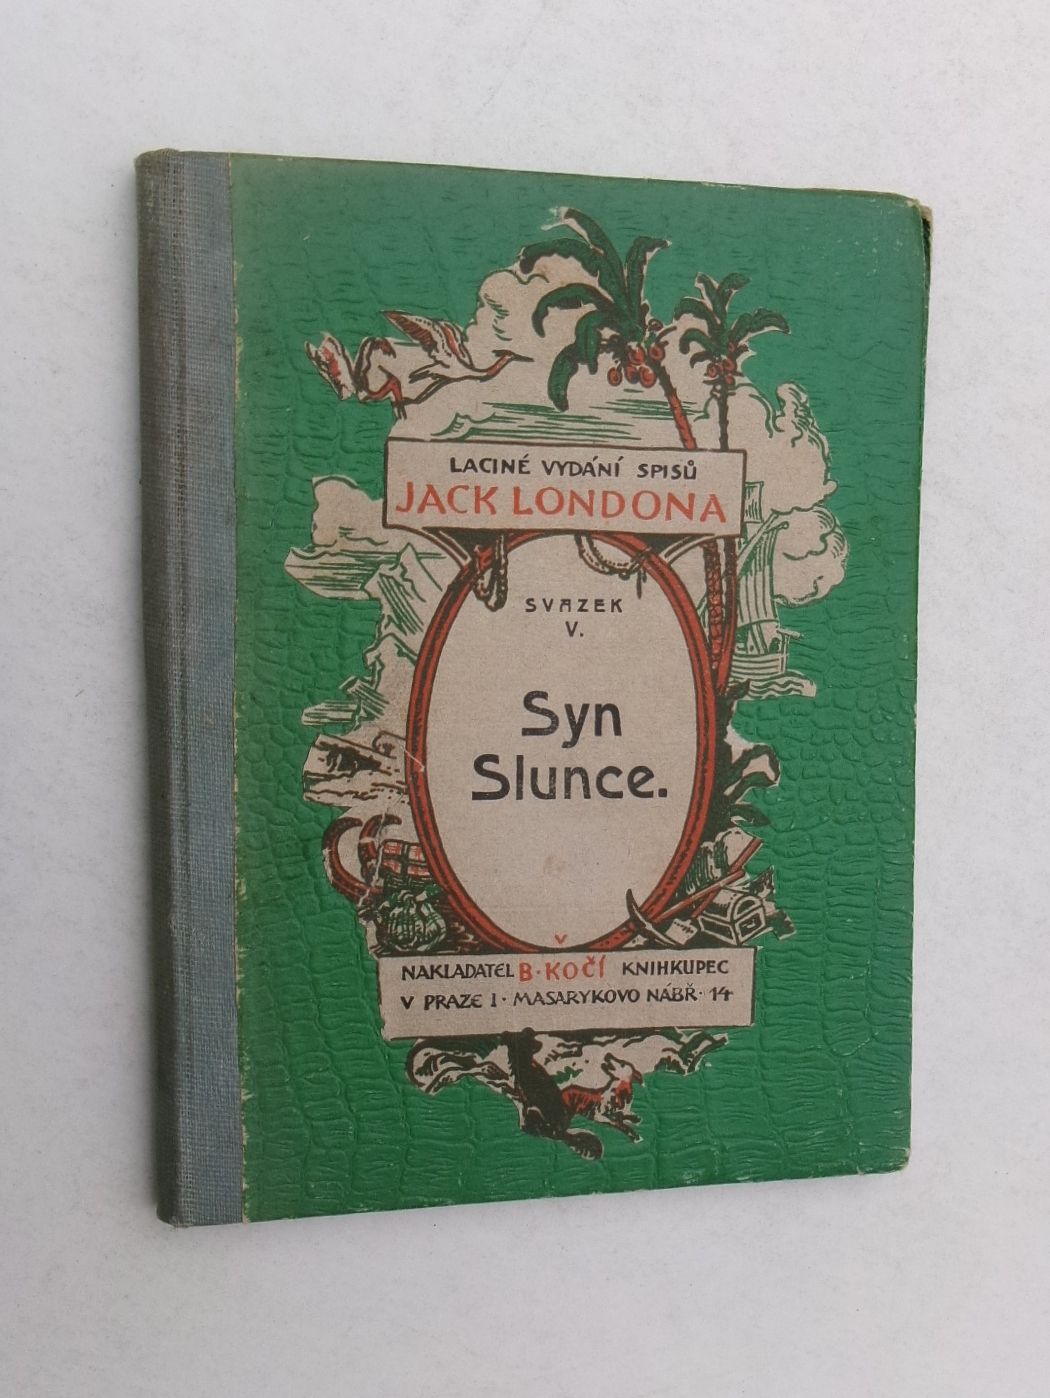 LACINÉ VYDÁNÍ SPISŮ
JACK LONDONA
SVAZEK
V.
Syn
Slunce.
NAKLADATEL B·KOČÍ KNIHKUPEC
V PRAZE I· MASARYKOVO NÁBŘ· 14